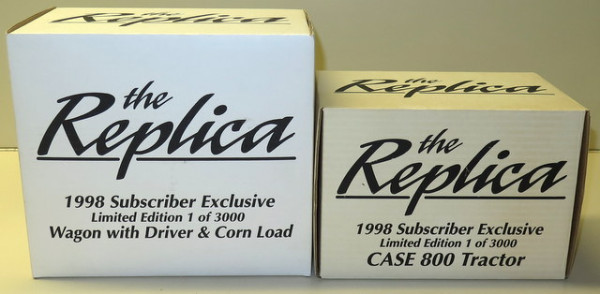 the
Replica
the
Replica
1998 Subscriber Exclusive
Limited Edition 1 of 3000
Wagon with Driver & Corn Load
the
Replica
the
Replica
1998 Subscriber Exclusive
Limited Edition 1 of 3000
CASE 800 Tractor